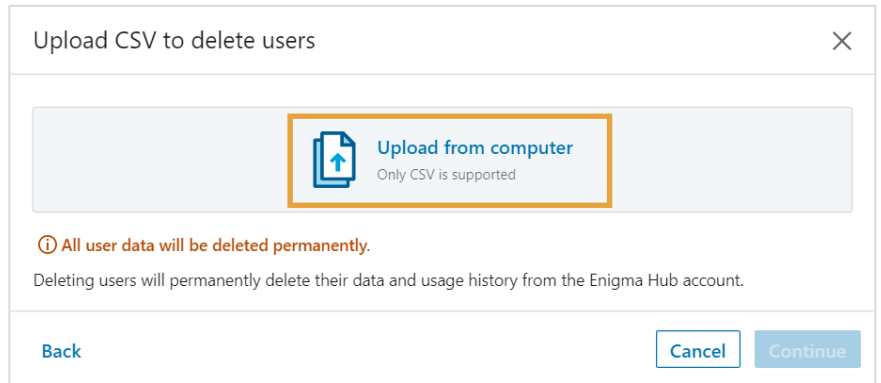 Upload CSV to delete users
Upload from computer
Only CSV is supported
All user data will be deleted permanently.
Deleting users will permanently delete their data and usage history from the Enigma Hub account.
Back
Cancel
Continue